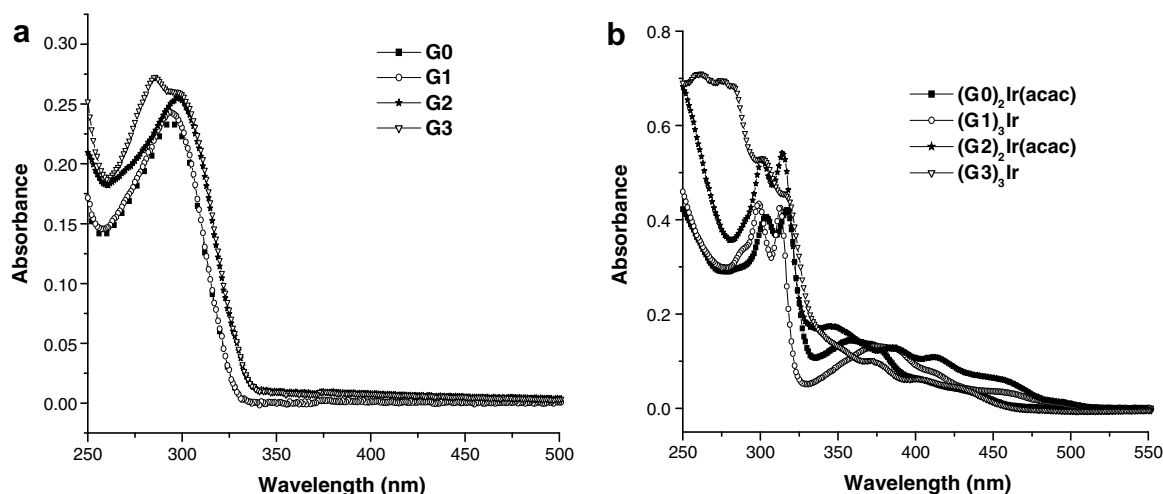 a
0.30
0.25
0.20
0.15
0.10
0.05
0.00
Absorbance
250 300 350 400 450 500
Wavelength (nm)
G0
G1
G2
G3
b
0.8
0.6
0.4
0.2
0.0
Absorbance
250 300 350 400 450 500 550
Wavelength (nm)
(G0)₂Ir(acac)
(G1)₃Ir
(G2)₂Ir(acac)
(G3)₃Ir